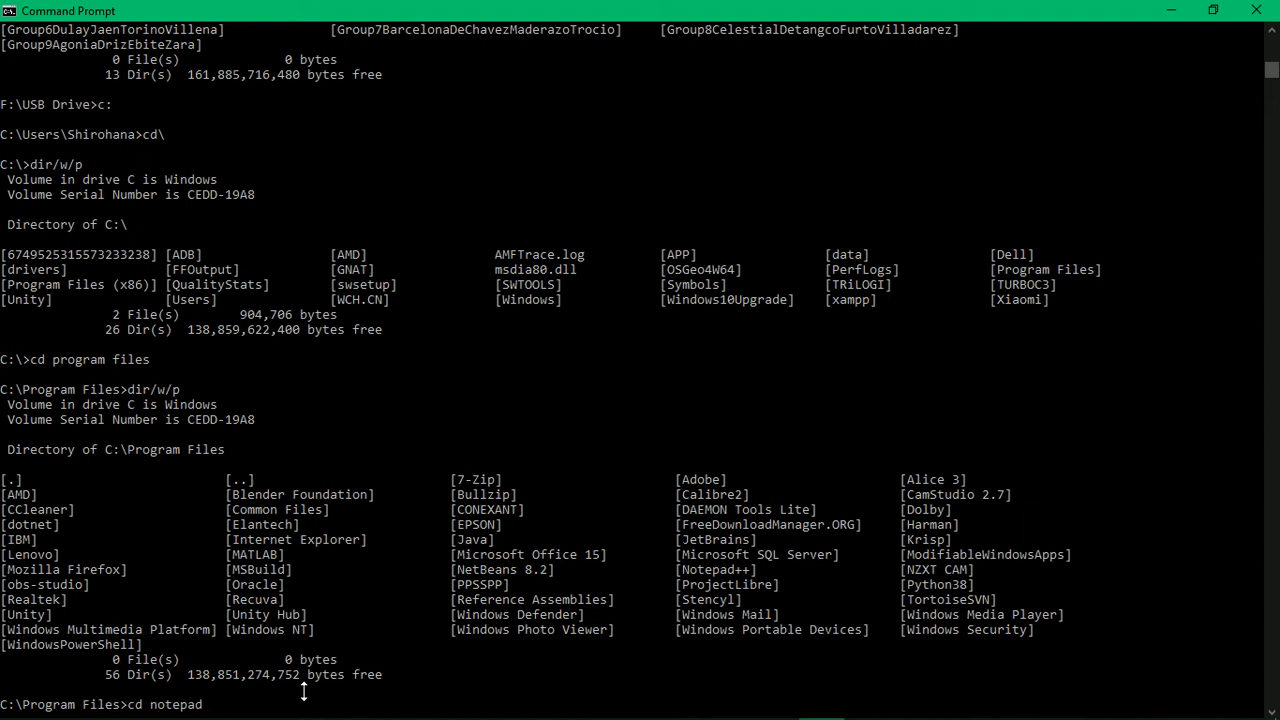 Command Prompt
[Group6DulayJaenTorinoVillena] [Group7BarcelonaDeChavezMaderazoTrocio] [Group8CelestialDetangcoFurtoVilladarez]
[Group9AgoniaDrizEbiteZara]
0 File(s) 0 bytes
13 Dir(s) 161,885,716,480 bytes free
F:\USB Drive>c:
C:\Users\Shirohana>cd\
C:\>dir/w/p
Volume in drive C is Windows
Volume Serial Number is CEDD-19A8
Directory of C:\
[6749525315573233238] [ADB] [AMD] AMFTrace.log [APP] [data] [Dell]
[drivers] [FFOutput] [GNAT] msdia80.dll [OSGeo4W64] [PerfLogs] [Program Files]
[Program Files (x86)] [QualityStats] [swsetup] [SWTOOLS] [Symbols] [TRiLOGI] [TURBOC3]
[Unity] [Users] [WCH.CN] [Windows] [Windows10Upgrade] [xampp] [Xiaomi]
2 File(s) 904,706 bytes
26 Dir(s) 138,859,622,400 bytes free
C:\>cd program files
C:\Program Files>dir/w/p
Volume in drive C is Windows
Volume Serial Number is CEDD-19A8
Directory of C:\Program Files
[.] [..] [7-Zip] [Adobe] [Alice 3]
[AMD] [Blender Foundation] [Bullzip] [Calibre2] [CamStudio 2.7]
[CCleaner] [Common Files] [CONEXANT] [DAEMON Tools Lite] [Dolby]
[dotnet] [Elantech] [EPSON] [FreeDownloadManager.ORG] [Harman]
[IBM] [Internet Explorer] [Java] [JetBrains] [Krisp]
[Lenovo] [MATLAB] [Microsoft Office 15] [Microsoft SQL Server] [ModifiableWindowsApps]
[Mozilla Firefox] [MSBuild] [NetBeans 8.2] [Notepad++] [NZXT CAM]
[obs-studio] [Oracle] [PPSSPP] [ProjectLibre] [Python38]
[Realtek] [Recuva] [Reference Assemblies] [Stencyl] [TortoiseSVN]
[Unity] [Unity Hub] [Windows Defender] [Windows Mail] [Windows Media Player]
[Windows Multimedia Platform] [Windows NT] [Windows Photo Viewer] [Windows Portable Devices] [Windows Security]
[WindowsPowerShell]
0 File(s) 0 bytes
56 Dir(s) 138,851,274,752 bytes free
C:\Program Files>cd notepad